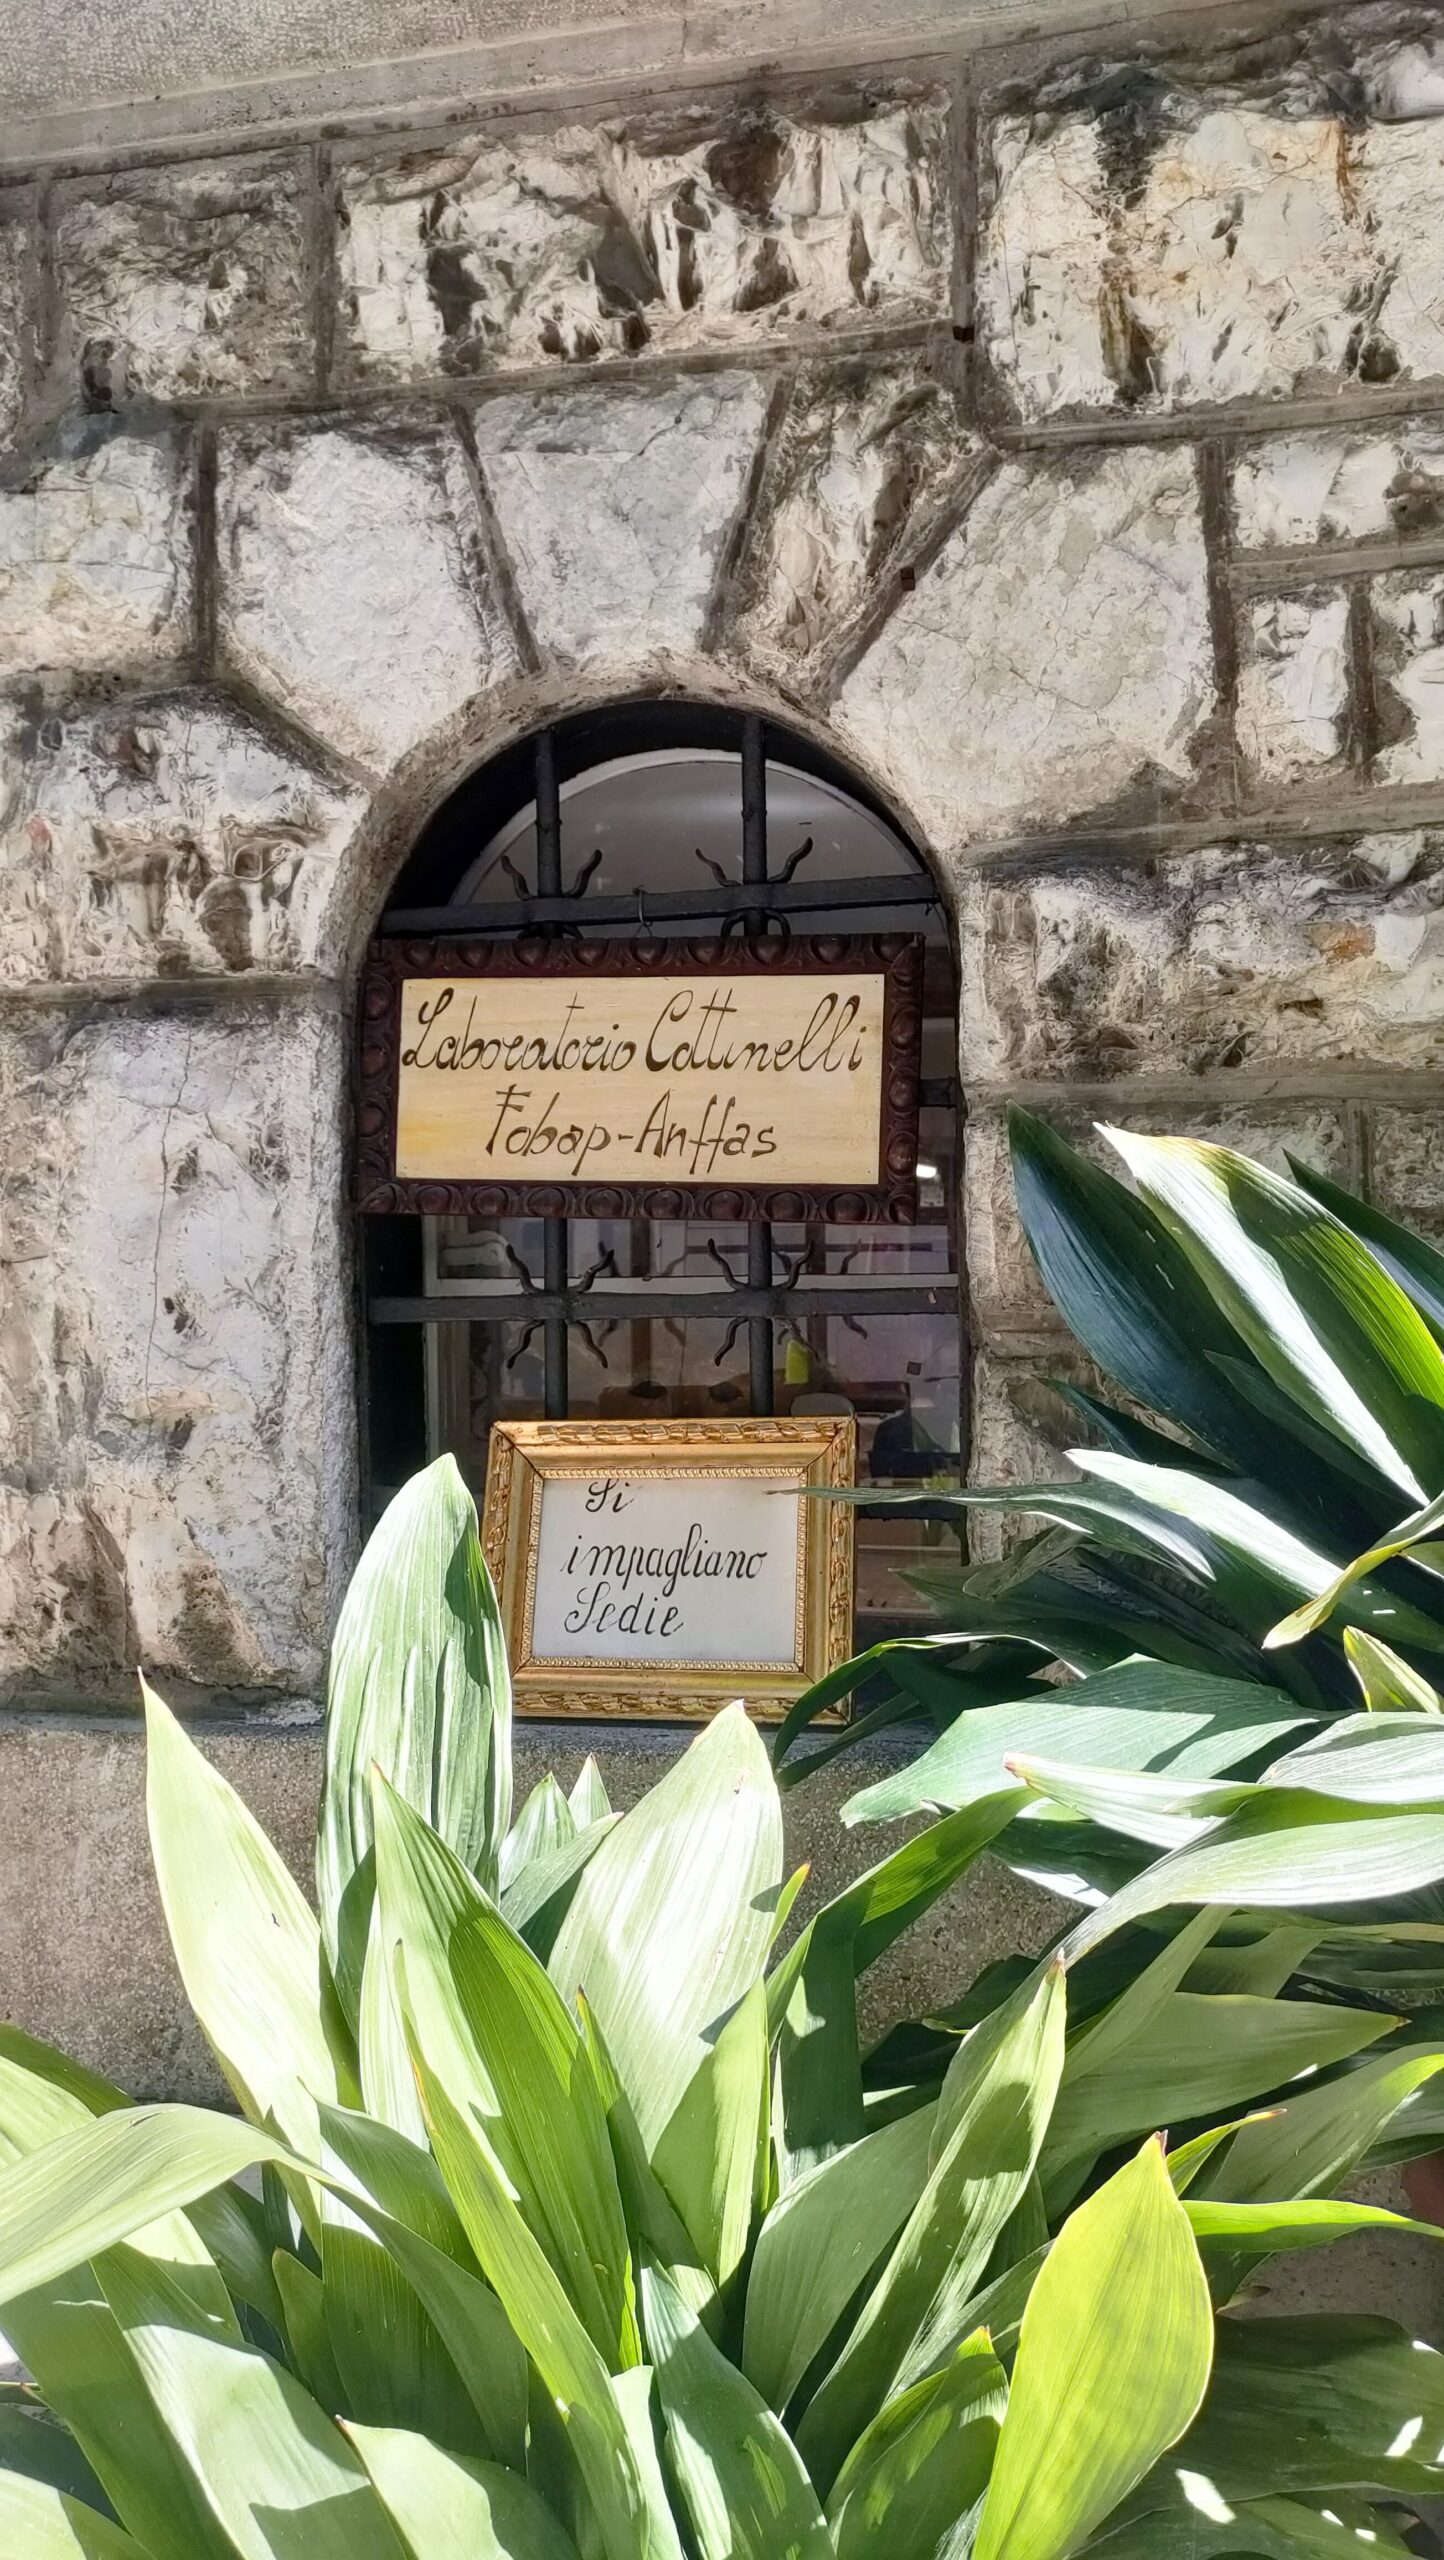 Laboratorio Cottinelli
Fobap-Anffas
Si
impagliano
Sedie